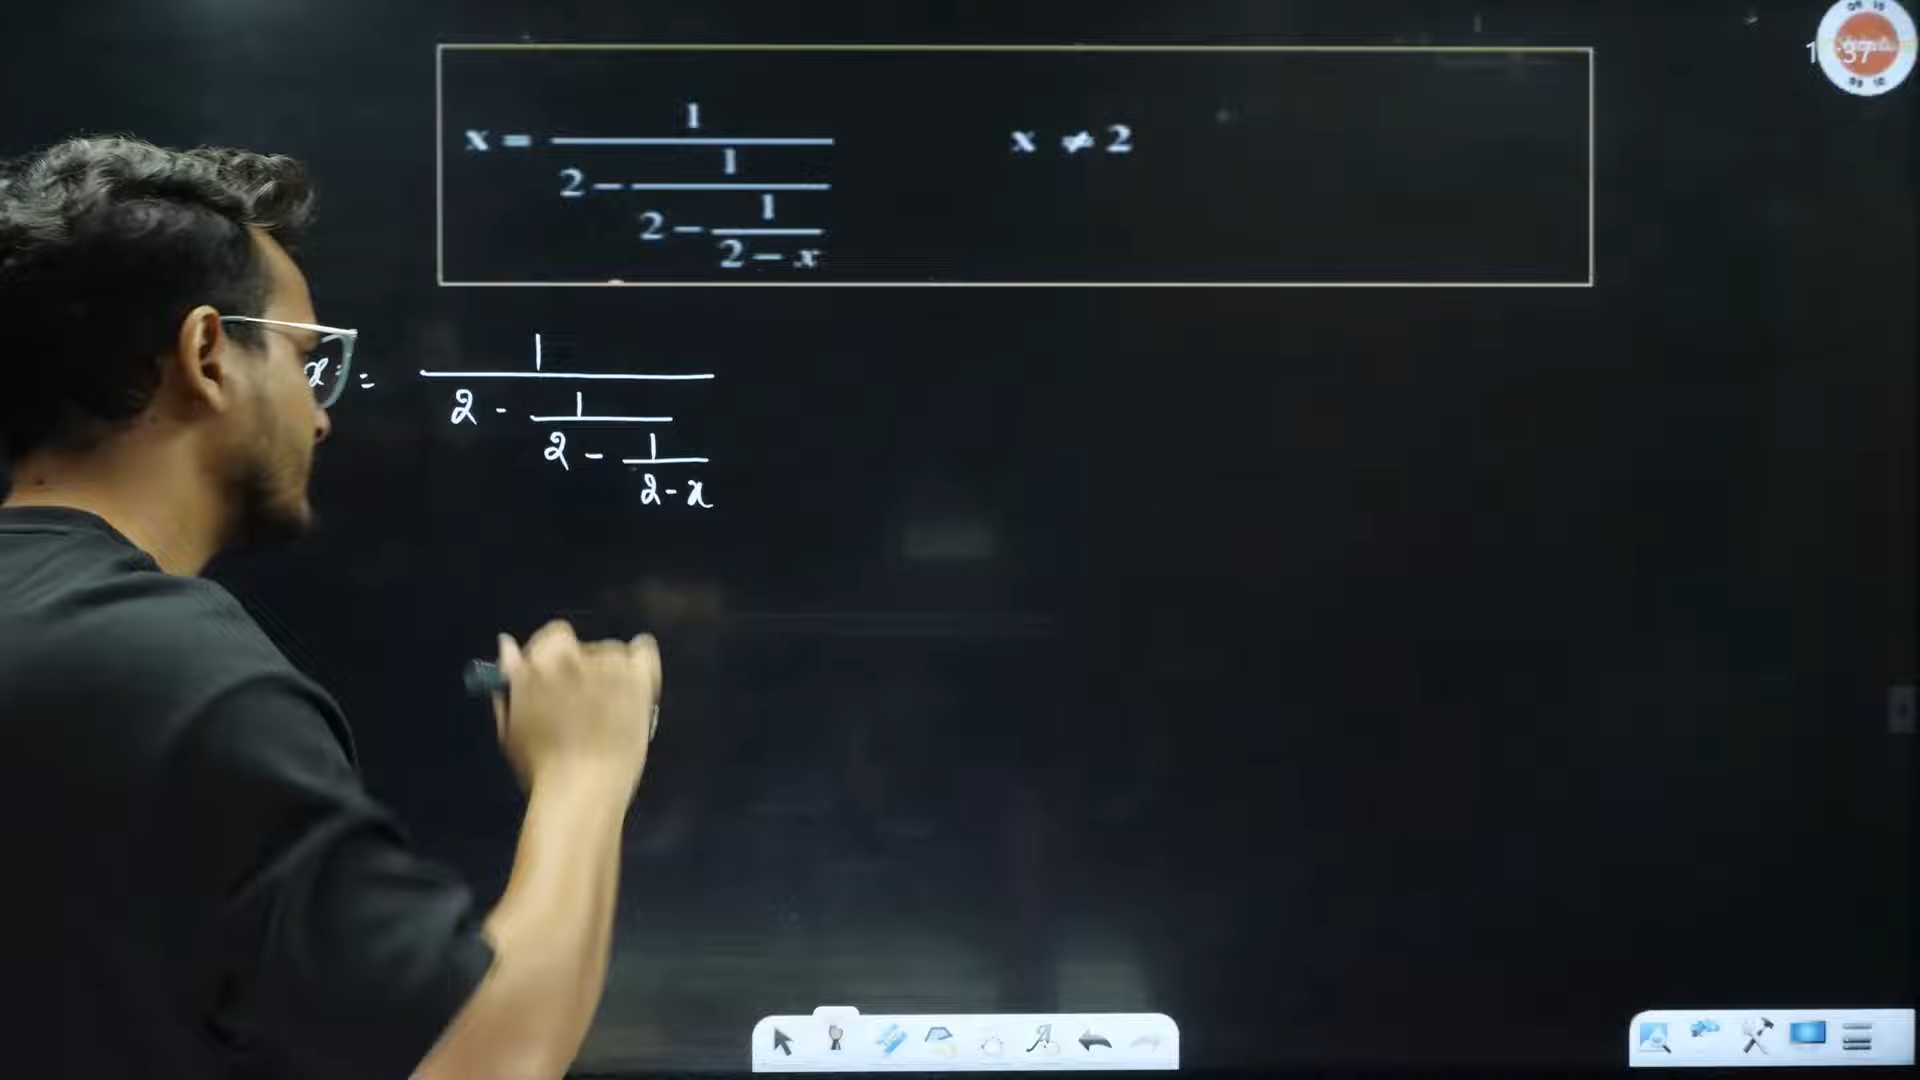 x = 1 / (2 − 1 / (2 − 1 / (2 − x)))    x ≠ 2
x = 1 / (2 - 1 / (2 - 1 / (2 - x)))